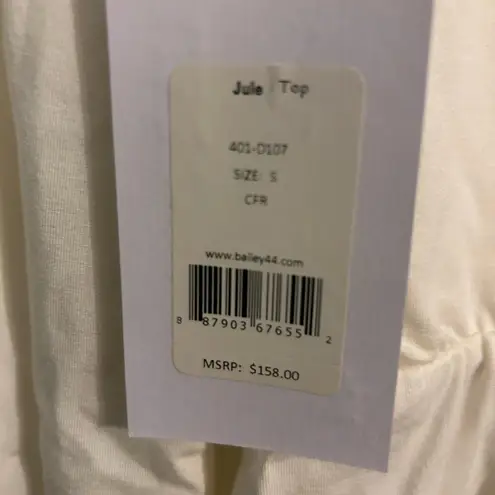 Jule Top
401-D107
SIZE: S
CFR
www.bailey44.com
8 87903 67655 2
MSRP: $158.00